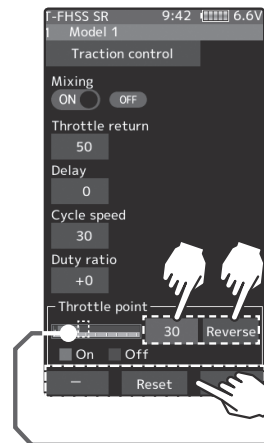 T-FHSS SR 9:42 6.6V
1 Model 1
Traction control
Mixing
ON OFF
Throttle return
50
Delay
0
Cycle speed
30
Duty ratio
+0
Throttle point
30 Reverse
On Off
− Reset